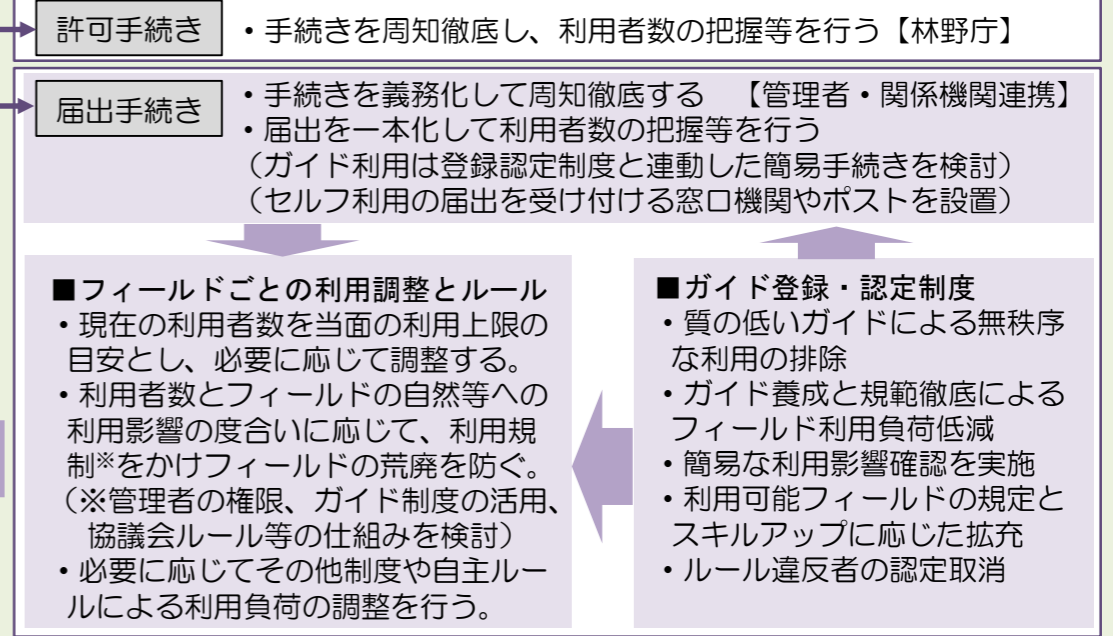 許可手続き
・手続きを周知徹底し、利用者数の把握等を行う【林野庁】
届出手続き
・手続きを義務化して周知徹底する　【管理者・関係機関連携】
・届出を一本化して利用者数の把握等を行う
（ガイド利用は登録認定制度と連動した簡易手続きを検討）
（セルフ利用の届出を受け付ける窓口機関やポストを設置）
■フィールドごとの利用調整とルール
・現在の利用者数を当面の利用上限の
目安とし、必要に応じて調整する。
・利用者数とフィールドの自然等への
利用影響の度合いに応じて、利用規
制※をかけフィールドの荒廃を防ぐ。
（※管理者の権限、ガイド制度の活用、
協議会ルール等の仕組みを検討）
・必要に応じてその他制度や自主ルー
ルによる利用負荷の調整を行う。
■ガイド登録・認定制度
・質の低いガイドによる無秩序
な利用の排除
・ガイド養成と規範徹底による
フィールド利用負荷低減
・簡易な利用影響確認を実施
・利用可能フィールドの規定と
スキルアップに応じた拡充
・ルール違反者の認定取消